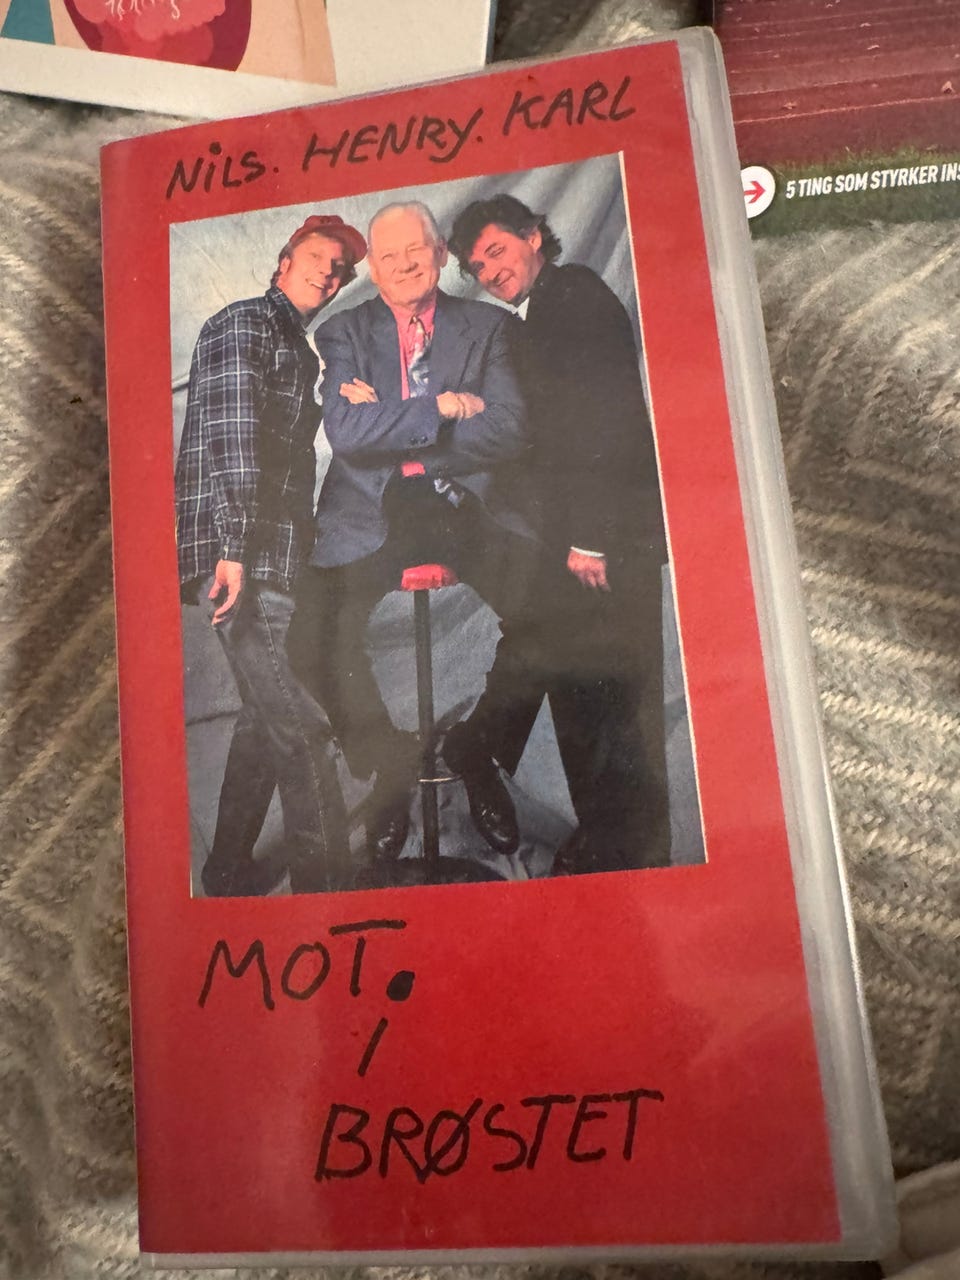 NILS. HENRY. KARL
5 TING SOM STYRKER INS
MOT.
I
BRØSTET